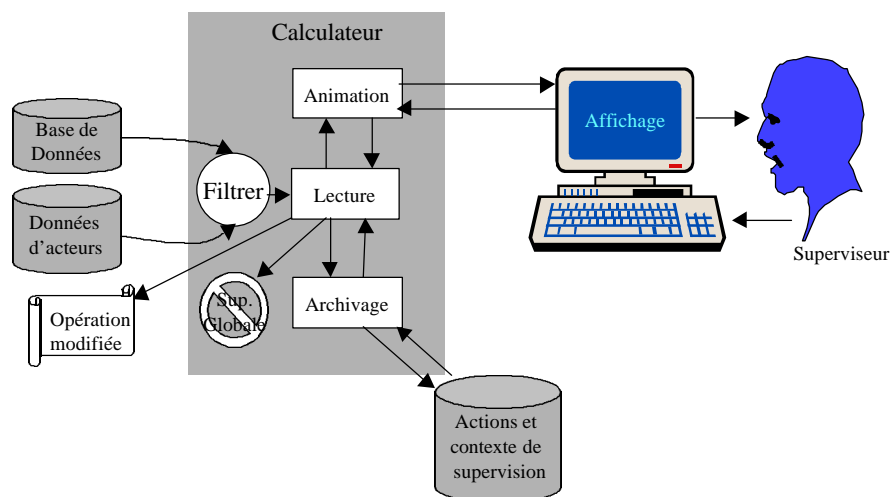 Calculateur
Animation
Affichage
Base de
Données
Filtrer
Lecture
Données
d'acteurs
Superviseur
Sup.
Globale
Archivage
Opération
modifiée
Actions et
contexte de
supervision